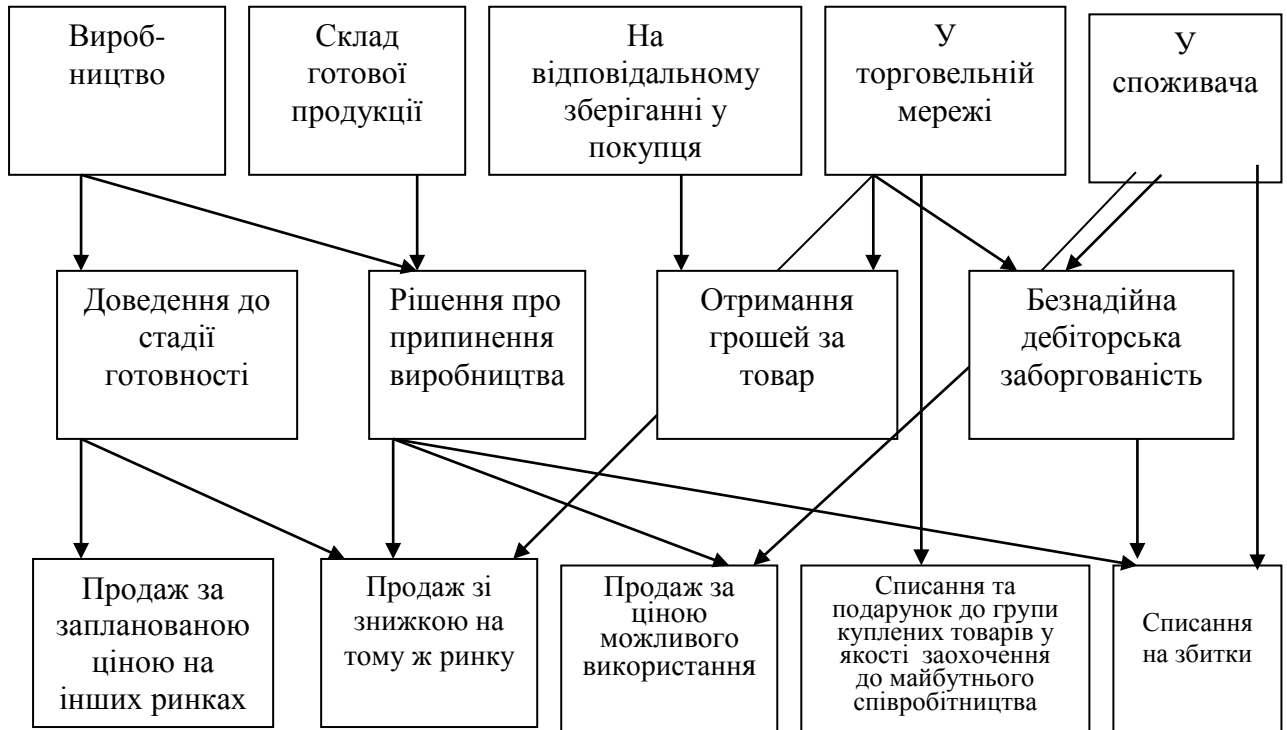 Вироб-
ництво
Склад
готової
продукції
На
відповідальному
зберіганні у
покупця
У
торговельній
мережі
У
споживача
Доведення до
стадії
готовності
Рішення про
припинення
виробництва
Отримання
грошей за
товар
Безнадійна
дебіторська
заборгованість
Продаж за
запланованою
ціною на
інших ринках
Продаж зі
знижкою на
тому ж ринку
Продаж за
ціною
можливого
використання
Списання та
подарунок до групи
куплених товарів у
якості заохочення
до майбутнього
співробітництва
Списання
на збитки